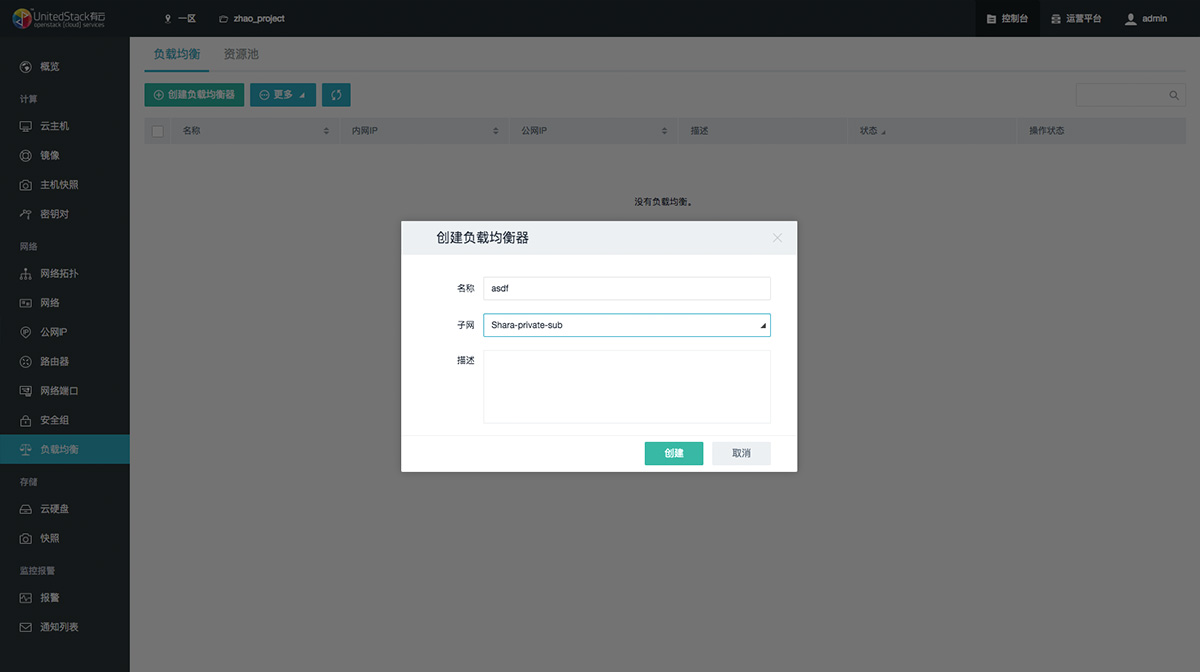 UnitedStack有云
openstack [cloud] services
一区
zhao_project
控制台
运营平台
admin
概览
计算
云主机
镜像
主机快照
密钥对
网络
网络拓扑
网络
公网IP
路由器
网络端口
安全组
负载均衡
存储
云硬盘
快照
监控报警
报警
通知列表
负载均衡
资源池
创建负载均衡器
更多
名称
内网IP
公网IP
描述
状态
操作状态
没有负载均衡。
创建负载均衡器
名称
asdf
子网
Shara-private-sub
描述
创建
取消